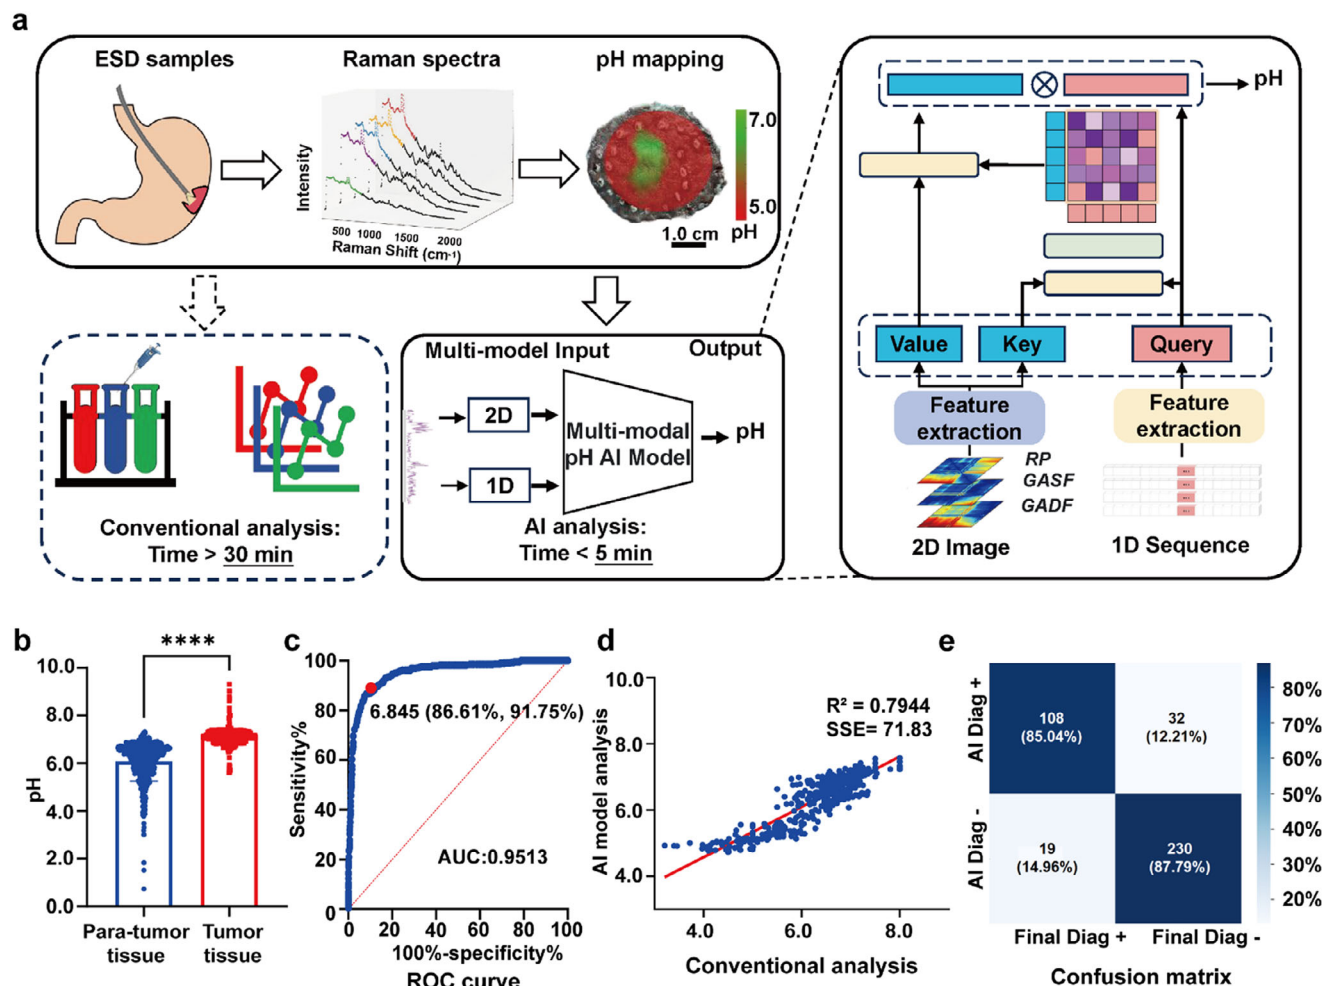 a
ESD samples
Raman spectra
pH mapping
Intensity
500
1000
1500
2000
Raman Shift (cm⁻¹)
7.0
5.0
pH
1.0 cm
Conventional analysis:
Time > 30 min
Multi-model Input
Output
2D
1D
Multi-modal
pH AI Model
pH
AI analysis:
Time < 5 min
pH
Value
Key
Query
Feature
extraction
Feature
extraction
RP
GASF
GADF
2D Image
1D Sequence
b
****
10.0
8.0
6.0
4.0
2.0
0.0
pH
Para-tumor
tissue
Tumor
tissue
c
100
80
60
40
20
0
Sensitivity%
6.845 (86.61%, 91.75%)
AUC:0.9513
0
20
40
60
80
100
100%-specificity%
ROC curve
d
10.0
8.0
6.0
4.0
AI model analysis
R² = 0.7944
SSE= 71.83
4.0
6.0
8.0
Conventional analysis
e
AI Diag +
AI Diag -
108
(85.04%)
32
(12.21%)
19
(14.96%)
230
(87.79%)
80%
70%
60%
50%
40%
30%
20%
Final Diag +
Final Diag -
Confusion matrix